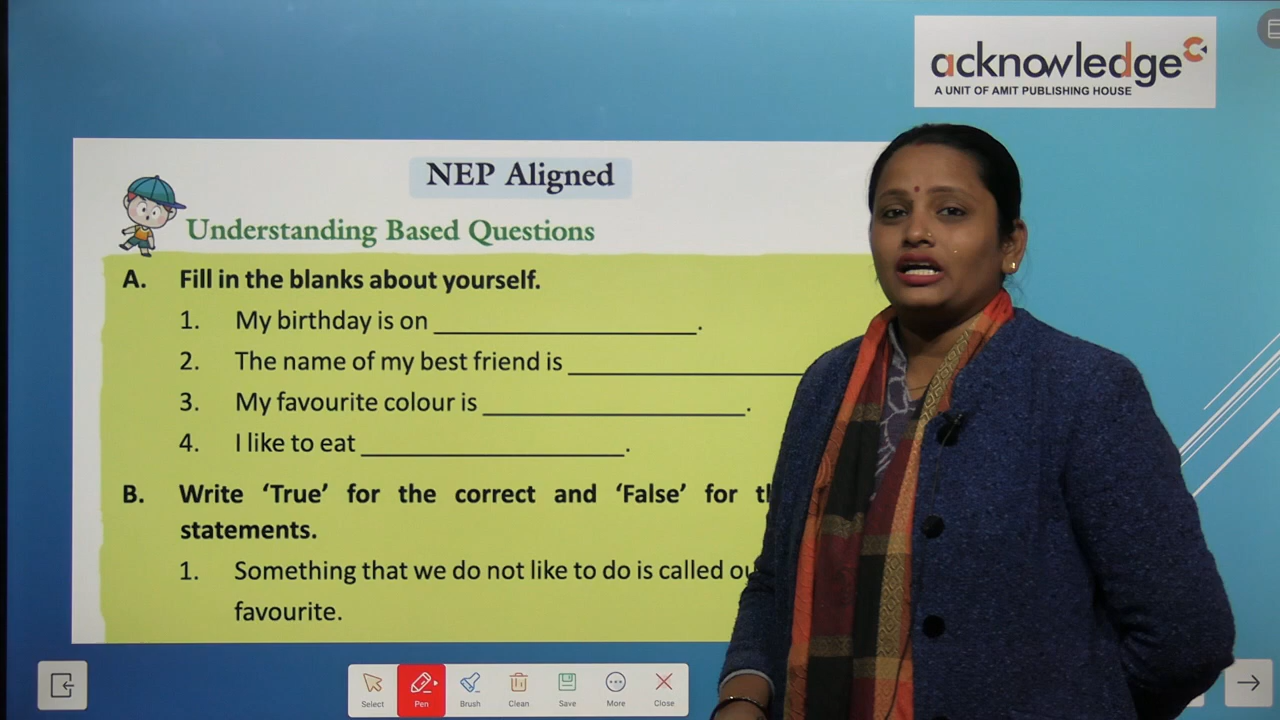 acknowledge
A UNIT OF AMIT PUBLISHING HOUSE
NEP Aligned
Understanding Based Questions
A. Fill in the blanks about yourself.
1. My birthday is on ____________________.
2. The name of my best friend is ____________________
3. My favourite colour is ____________________.
4. I like to eat ____________________.
B. Write ‘True’ for the correct and ‘False’ for
statements.
1. Something that we do not like to do is called
favourite.
Select Pen Brush Clean Save More Close